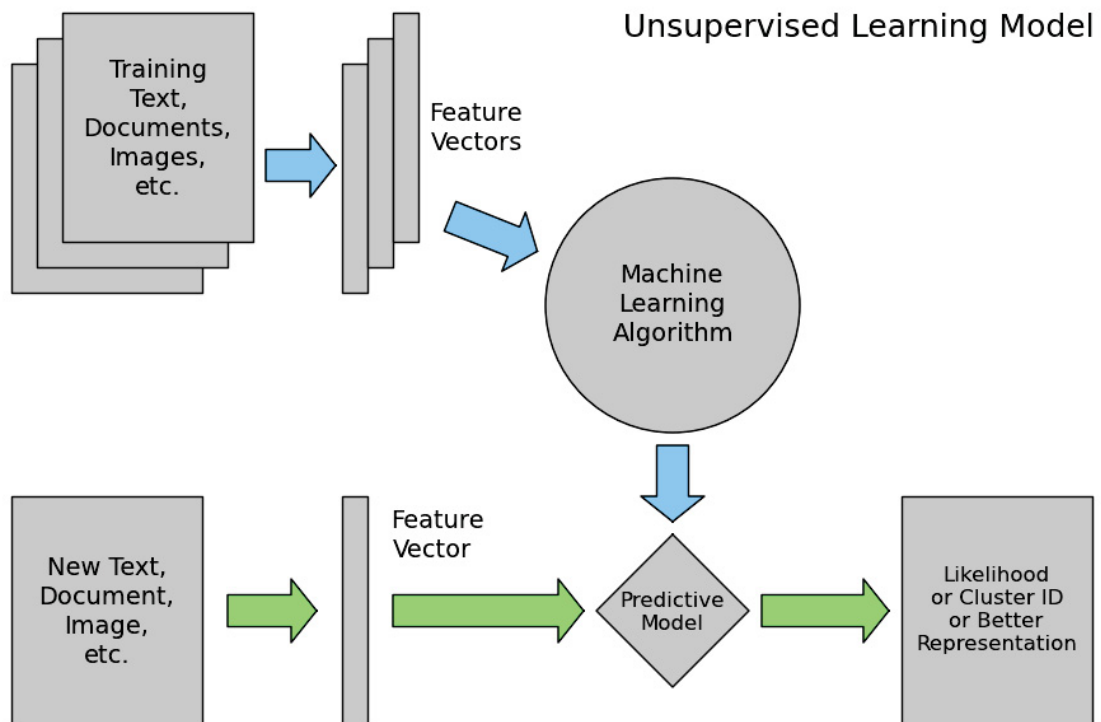 Unsupervised Learning Model
Training
Text,
Documents,
Images,
etc.
Feature
Vectors
Machine
Learning
Algorithm
New Text,
Document,
Image,
etc.
Feature
Vector
Predictive
Model
Likelihood
or Cluster ID
or Better
Representation